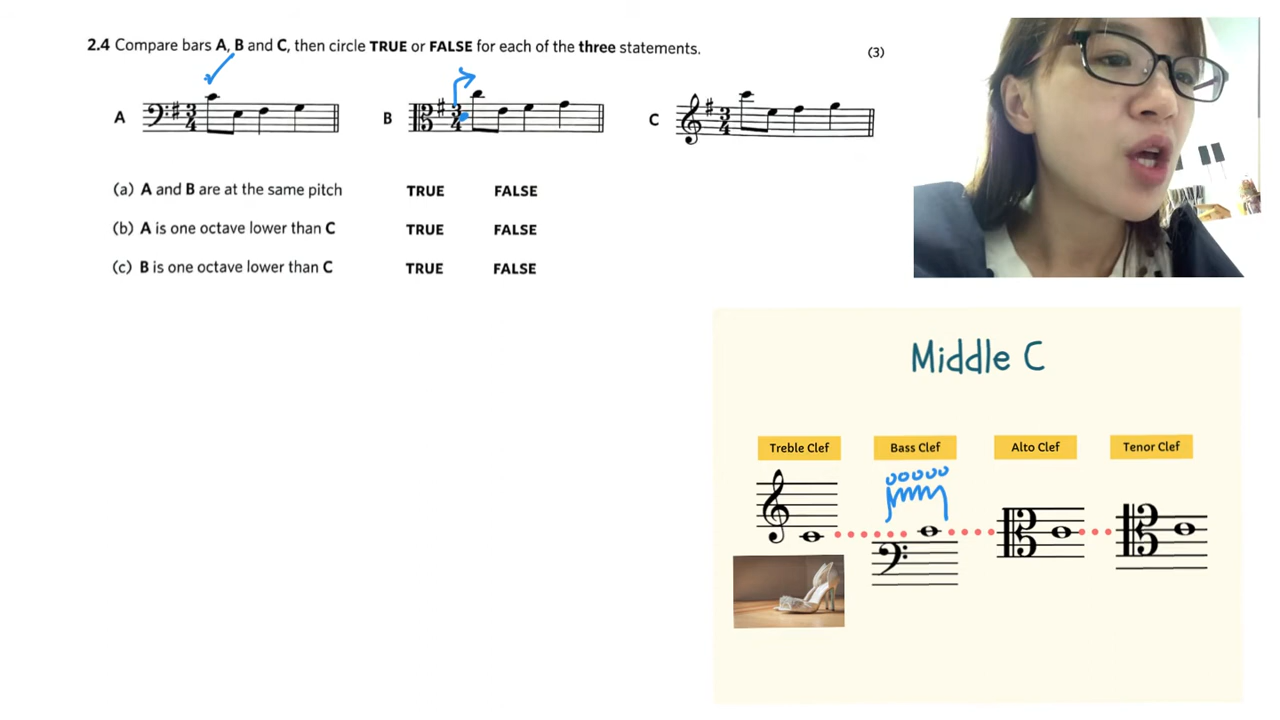 2.4 Compare bars A, B and C, then circle TRUE or FALSE for each of the three statements. (3)
A B C
(a) A and B are at the same pitch TRUE FALSE
(b) A is one octave lower than C TRUE FALSE
(c) B is one octave lower than C TRUE FALSE
Middle C
Treble Clef Bass Clef Alto Clef Tenor Clef